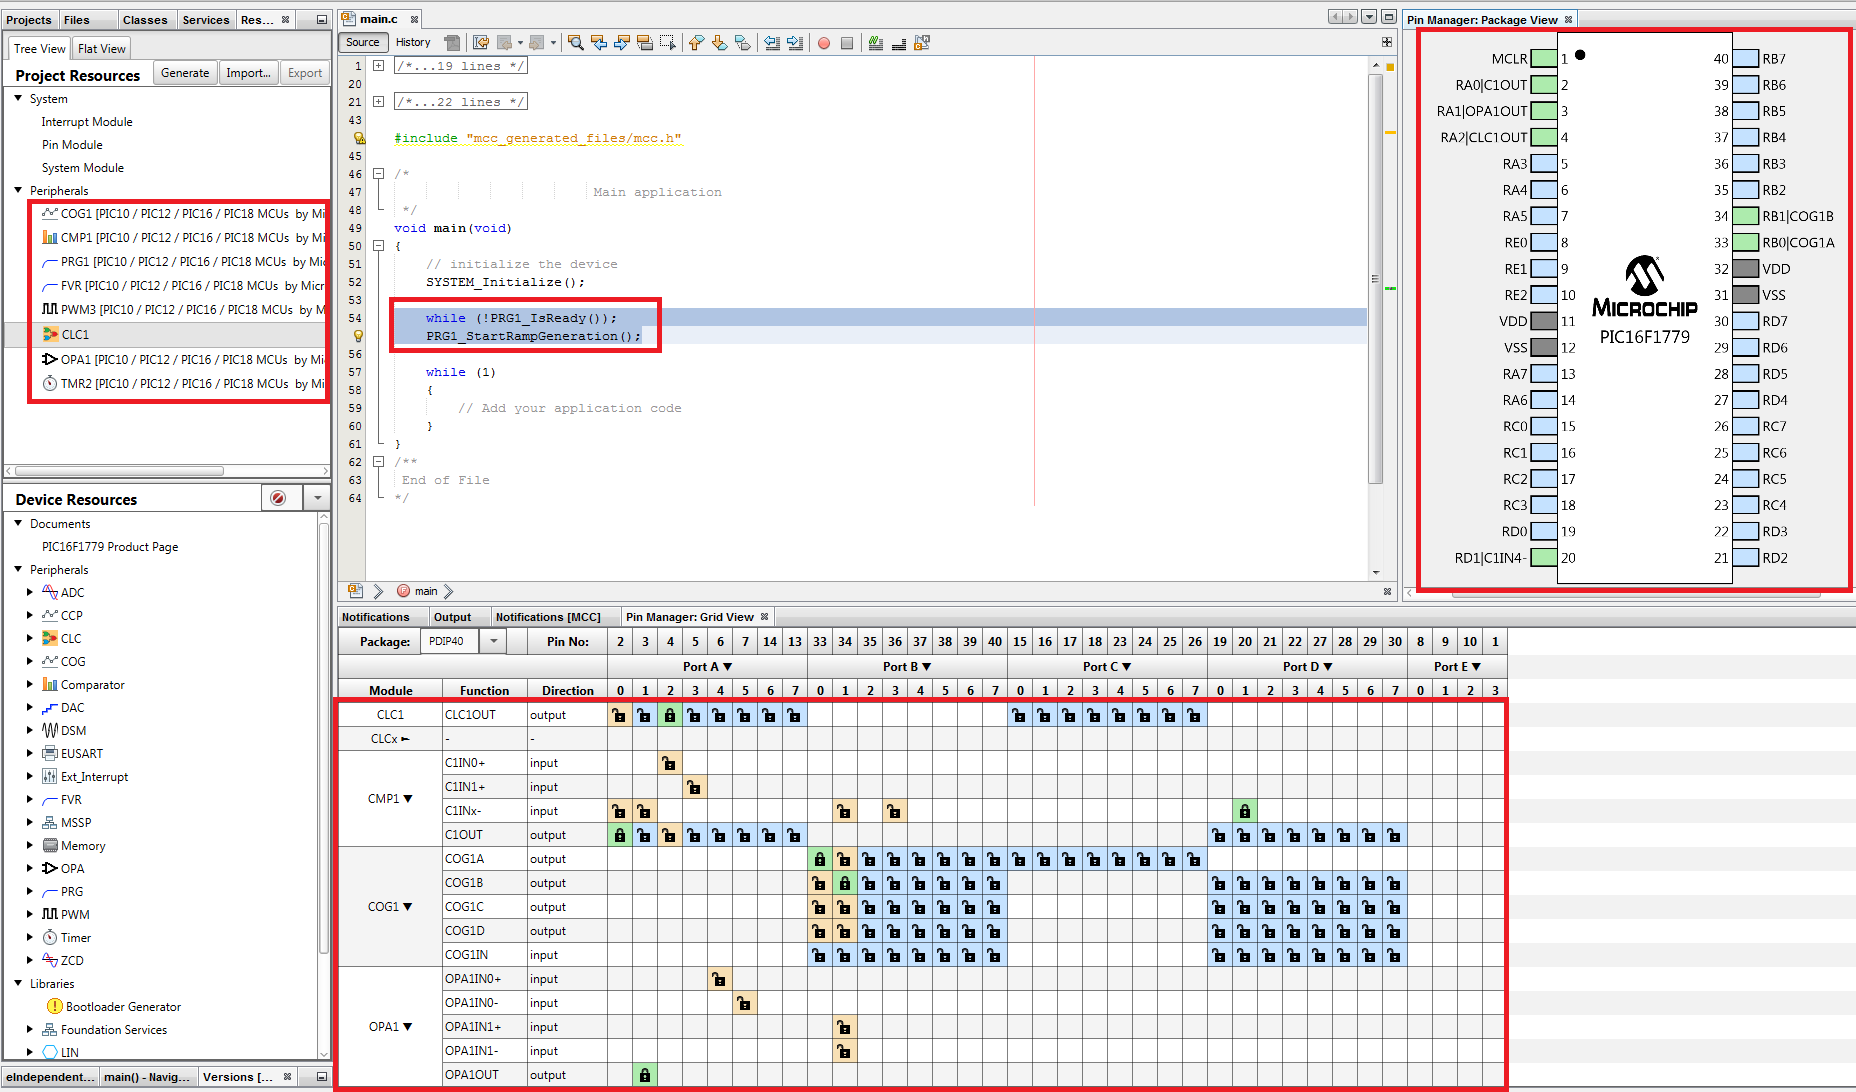 Projects Files Classes Services Res...
Tree View Flat View
Project Resources Generate Import... Export
System
Interrupt Module
Pin Module
System Module
Peripherals
COG1 [PIC10 / PIC12 / PIC16 / PIC18 MCUs by Mi
CMP1 [PIC10 / PIC12 / PIC16 / PIC18 MCUs by Mi
PRG1 [PIC10 / PIC12 / PIC16 / PIC18 MCUs by Mic
FVR [PIC10 / PIC12 / PIC16 / PIC18 MCUs by Micr
PWM3 [PIC10 / PIC12 / PIC16 / PIC18 MCUs by M
CLC1
OPA1 [PIC10 / PIC12 / PIC16 / PIC18 MCUs by Mi
TMR2 [PIC10 / PIC12 / PIC16 / PIC18 MCUs by Mi
Device Resources
Documents
PIC16F1779 Product Page
Peripherals
ADC
CCP
CLC
COG
Comparator
DAC
DSM
EUSART
Ext_Interrupt
FVR
MSSP
Memory
OPA
PRG
PWM
Timer
ZCD
Libraries
Bootloader Generator
Foundation Services
LIN
eIndependent... main() - Navig... Versions [...
main.c
Source History
1 /*...19 lines */
20
21 /*...22 lines */
43
#include "mcc_generated_files/mcc.h"
45
46 /*
47 Main application
48 */
49 void main(void)
50 {
51 // initialize the device
52 SYSTEM_Initialize();
53
54 while (!PRG1_IsReady());
PRG1_StartRampGeneration();
56
57 while (1)
58 {
59 // Add your application code
60 }
61 }
62 /**
63 End of File
64 */
main
Pin Manager: Package View
MCLR 1 40 RB7
RA0|C1OUT 2 39 RB6
RA1|OPA1OUT 3 38 RB5
RA2|CLC1OUT 4 37 RB4
RA3 5 36 RB3
RA4 6 35 RB2
RA5 7 34 RB1|COG1B
RE0 8 33 RB0|COG1A
RE1 9 32 VDD
RE2 10 31 VSS
VDD 11 30 RD7
VSS 12 29 RD6
RA7 13 28 RD5
RA6 14 27 RD4
RC0 15 26 RC7
RC1 16 25 RC6
RC2 17 24 RC5
RC3 18 23 RC4
RD0 19 22 RD3
RD1|C1IN4- 20 21 RD2
MICROCHIP
PIC16F1779
Notifications Output Notifications [MCC] Pin Manager: Grid View
Package: PDIP40 Pin No: 2 3 4 5 6 7 14 13 33 34 35 36 37 38 39 40 15 16 17 18 23 24 25 26 19 20 21 22 27 28 29 30 8 9 10 1
Port A ▼ Port B ▼ Port C ▼ Port D ▼ Port E ▼
Module Function Direction 0 1 2 3 4 5 6 7 0 1 2 3 4 5 6 7 0 1 2 3 4 5 6 7 0 1 2 3 4 5 6 7 0 1 2 3
CLC1 CLC1OUT output
CLCx ► - -
CMP1 ▼
C1IN0+ input
C1IN1+ input
C1INx- input
C1OUT output
COG1 ▼
COG1A output
COG1B output
COG1C output
COG1D output
COG1IN input
OPA1 ▼
OPA1IN0+ input
OPA1IN0- input
OPA1IN1+ input
OPA1IN1- input
OPA1OUT output